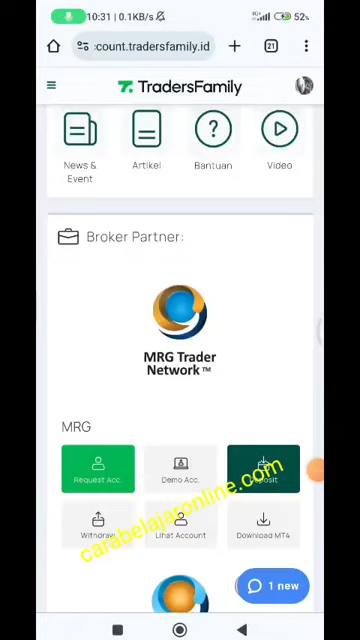 10:31 | 0.1KB/s
52%
:count.tradersfamily.id
21
TradersFamily
News & Event
Artikel
Bantuan
Video
Broker Partner:
MRG Trader
Network™
MRG
Request Acc.
Demo Acc.
Deposit
carabelajaronline.com
Withdraw
Lihat Account
Download MT4
1 new